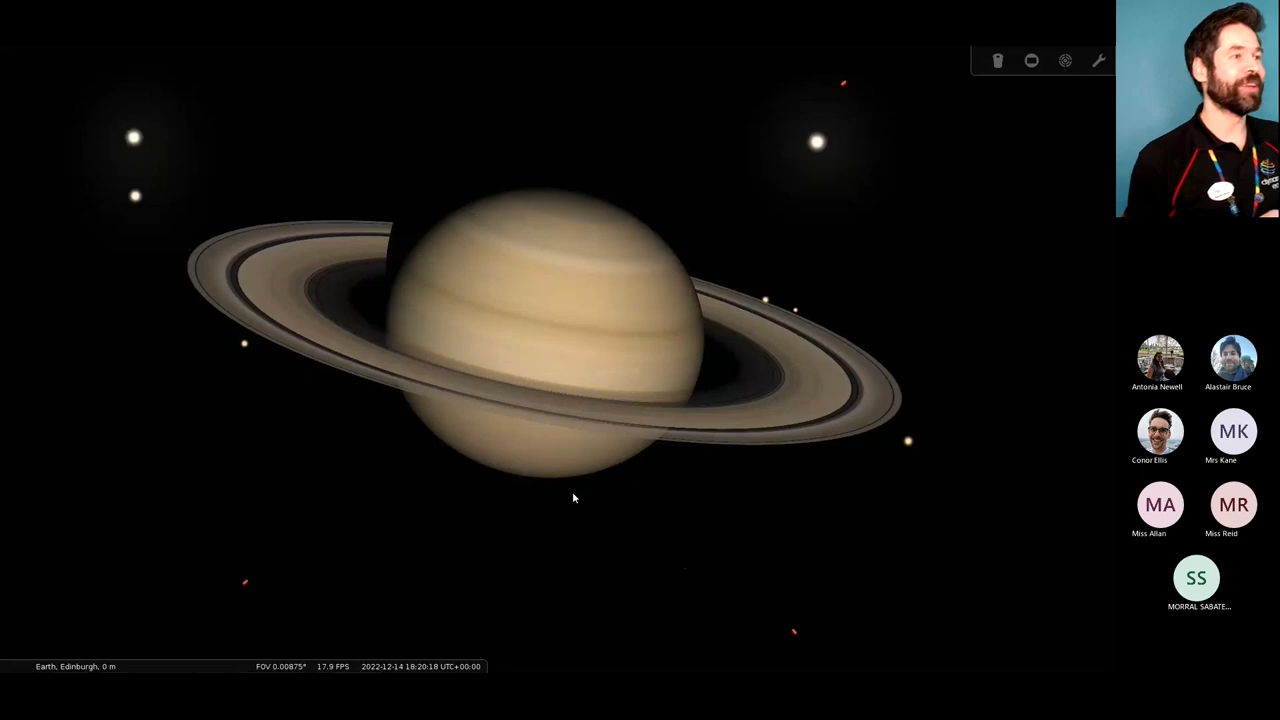 Antonia Newell
Alastair Bruce
Conor Ellis
MK
Mrs Kane
MA
Miss Allan
MR
Miss Reid
SS
MORRAL SABATE...
Earth, Edinburgh, 0 m
FOV 0.00875°
17.9 FPS
2022-12-14 18:20:18 UTC+00:00